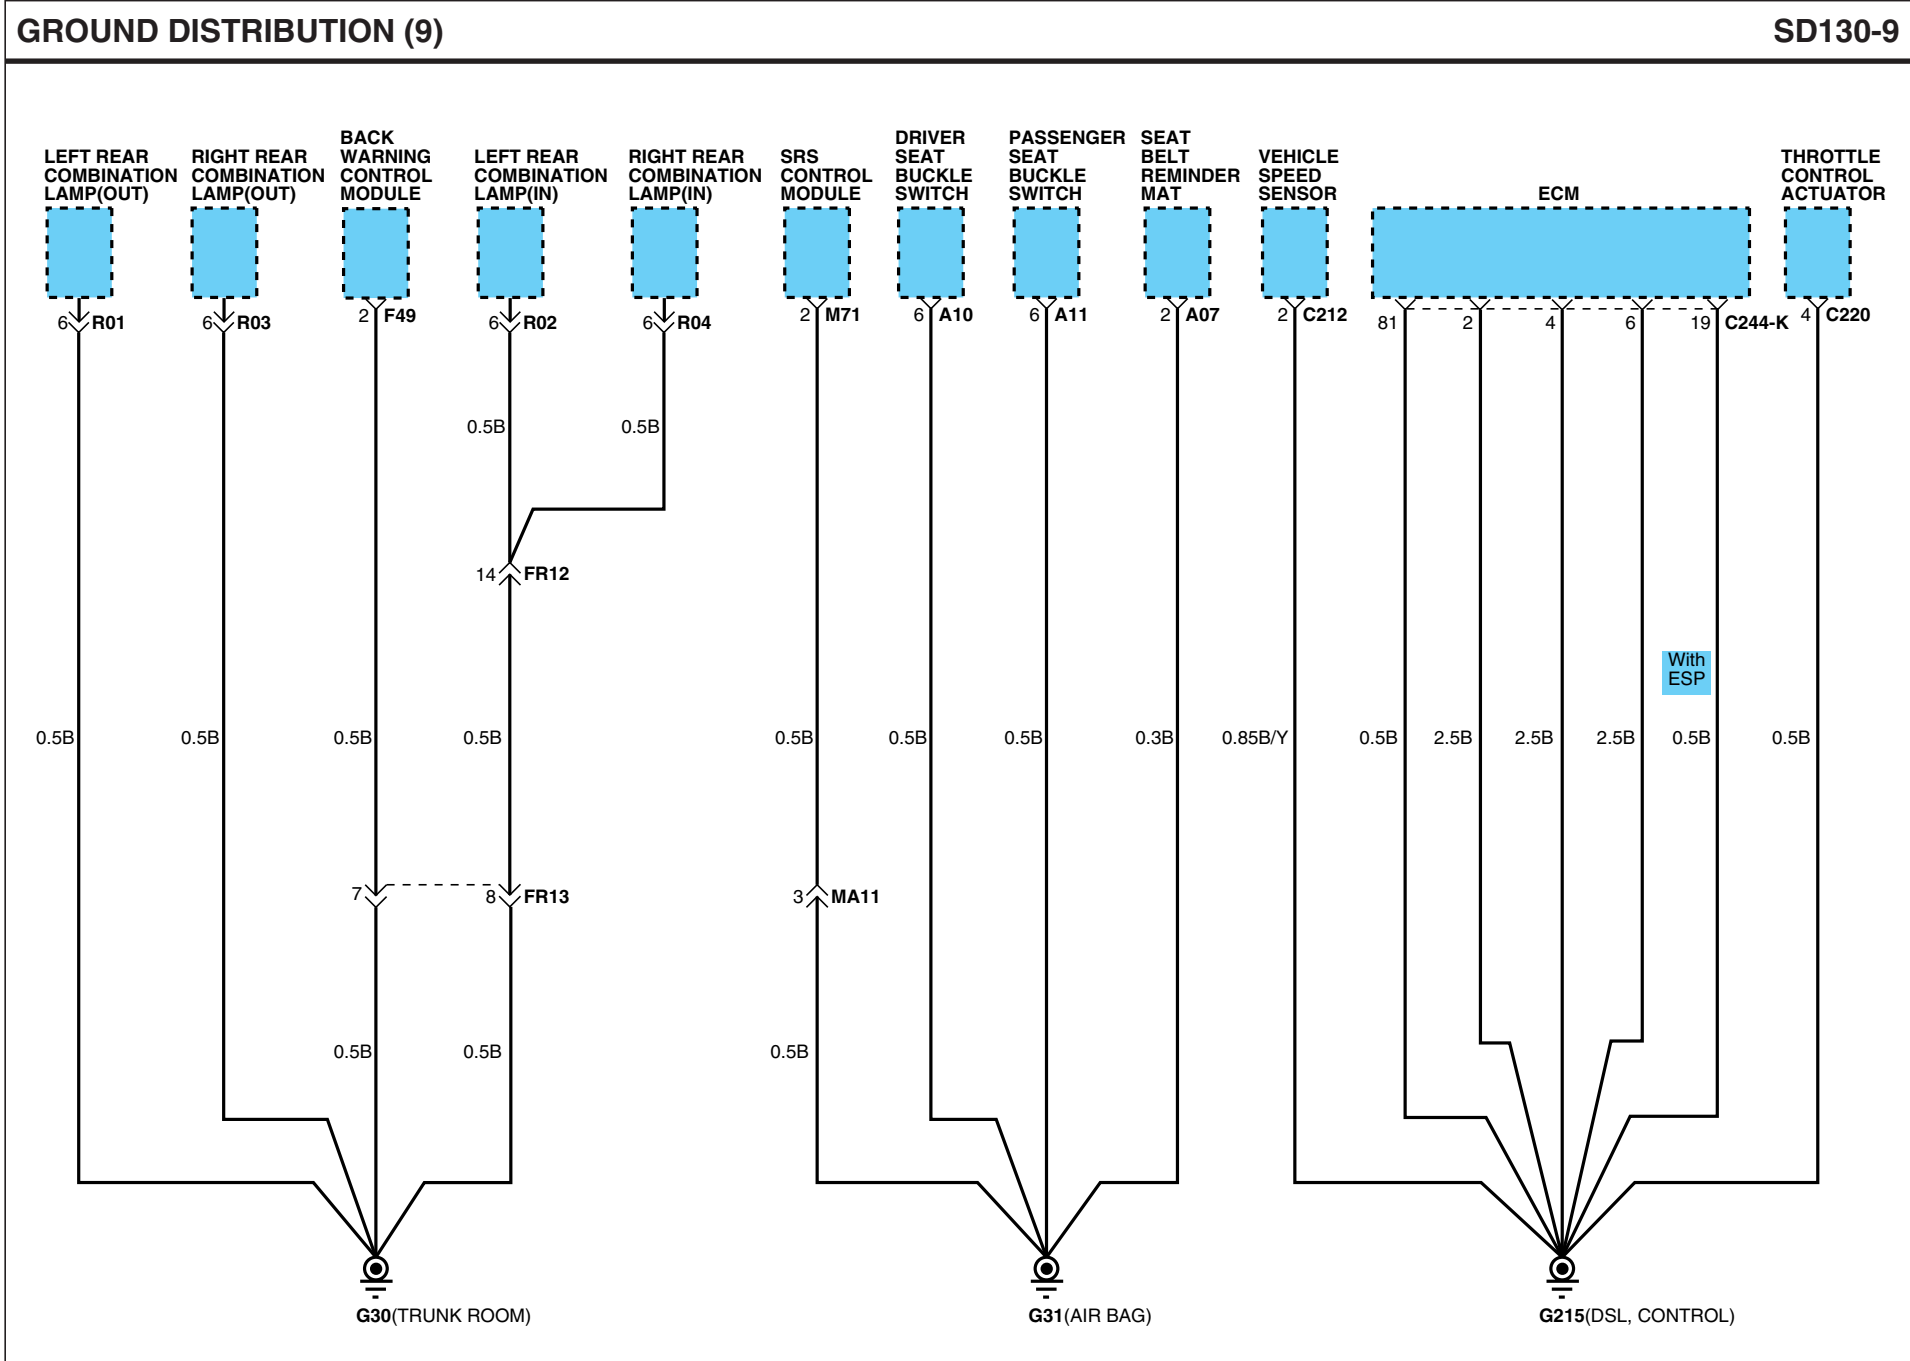 GROUND DISTRIBUTION (9)
SD130-9
LEFT REAR
COMBINATION
LAMP(OUT)
RIGHT REAR
COMBINATION
LAMP(OUT)
BACK
WARNING
CONTROL
MODULE
LEFT REAR
COMBINATION
LAMP(IN)
RIGHT REAR
COMBINATION
LAMP(IN)
SRS
CONTROL
MODULE
DRIVER
SEAT
BUCKLE
SWITCH
PASSENGER
SEAT
BUCKLE
SWITCH
SEAT
BELT
REMINDER
MAT
VEHICLE
SPEED
SENSOR
ECM
THROTTLE
CONTROL
ACTUATOR
6 R01
6 R03
2 F49
6 R02
6 R04
2 M71
6 A10
6 A11
2 A07
2 C212
81 2 4 6 19 C244-K
4 C220
0.5B 0.5B
14 FR12
With
ESP
0.5B 0.5B 0.5B 0.5B 0.5B 0.5B 0.5B 0.3B 0.85B/Y 0.5B 2.5B 2.5B 2.5B 0.5B 0.5B
7 8 FR13
3 MA11
0.5B 0.5B 0.5B
G30(TRUNK ROOM)
G31(AIR BAG)
G215(DSL, CONTROL)